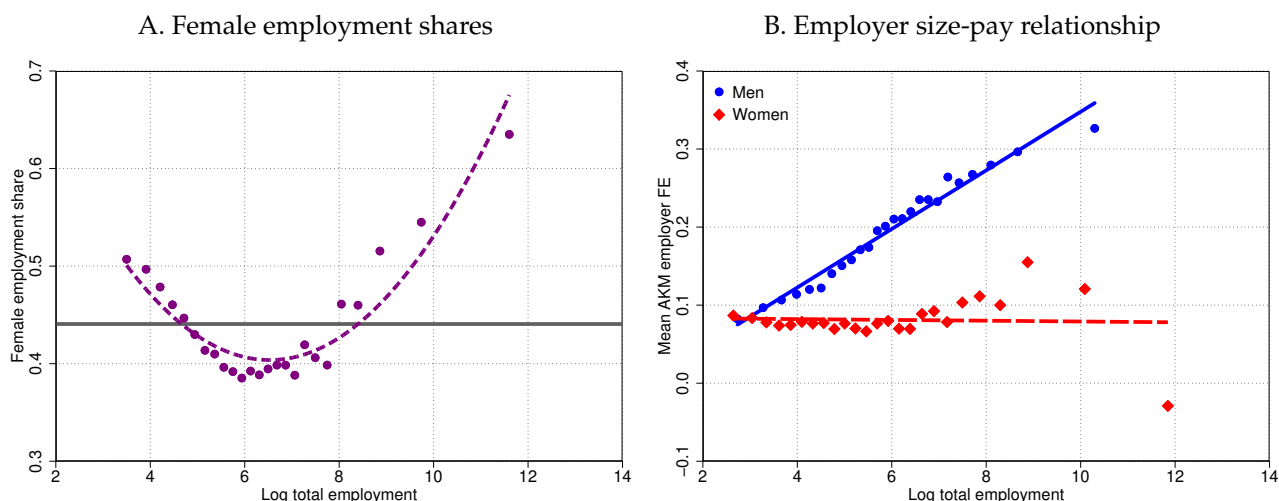 A. Female employment shares
Female employment share
0.7
0.6
0.5
0.4
0.3
2 4 6 8 10 12 14
Log total employment
B. Employer size-pay relationship
Mean AKM employer FE
0.4
0.3
0.2
0.1
0.0
−0.1
Men
Women
2 4 6 8 10 12 14
Log total employment